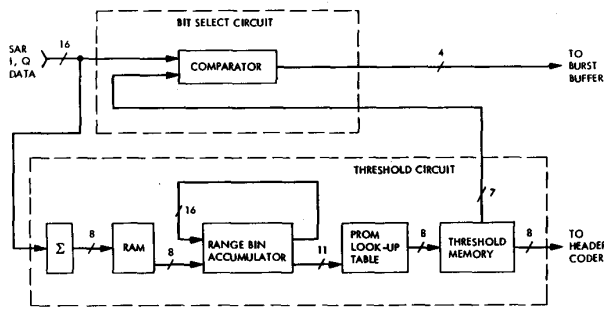 BIT SELECT CIRCUIT
SAR
I, Q
DATA
16
COMPARATOR
4
TO
BURST
BUFFER
THRESHOLD CIRCUIT
16
7
Σ
8
RAM
8
RANGE BIN
ACCUMULATOR
11
PROM
LOOK-UP
TABLE
8
THRESHOLD
MEMORY
8
TO
HEADER
CODER